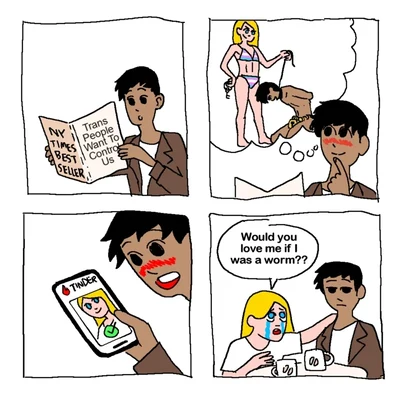 NY
TIMES
BEST
SELLER
Trans
People
Want To
Control
Us
TINDER
Would you
love me if I
was a worm??